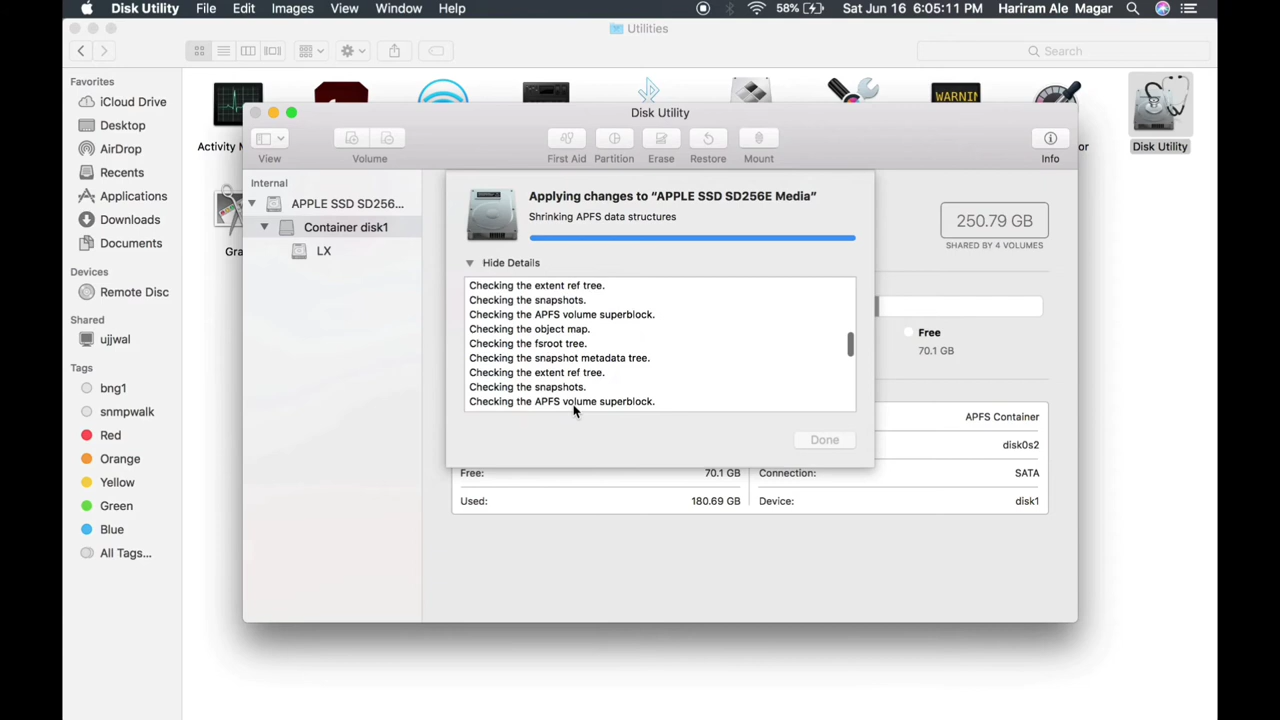 Disk Utility File Edit Images View Window Help 58% Sat Jun 16 6:05:11 PM Hariram Ale Magar
Utilities
Search
Favorites
iCloud Drive
Desktop
AirDrop
Recents
Applications
Downloads
Documents
Devices
Remote Disc
Shared
ujjwal
Tags
bng1
snmpwalk
Red
Orange
Yellow
Green
Blue
All Tags...
WARNIN
Activity M
or
Disk Utility
Gra
Disk Utility
View Volume First Aid Partition Erase Restore Mount Info
Internal
APPLE SSD SD256...
Container disk1
LX
Applying changes to “APPLE SSD SD256E Media”
Shrinking APFS data structures
Hide Details
Checking the extent ref tree.
Checking the snapshots.
Checking the APFS volume superblock.
Checking the object map.
Checking the fsroot tree.
Checking the snapshot metadata tree.
Checking the extent ref tree.
Checking the snapshots.
Checking the APFS volume superblock.
Done
250.79 GB
SHARED BY 4 VOLUMES
Free
70.1 GB
APFS Container
disk0s2
Free: 70.1 GB Connection: SATA
Used: 180.69 GB Device: disk1